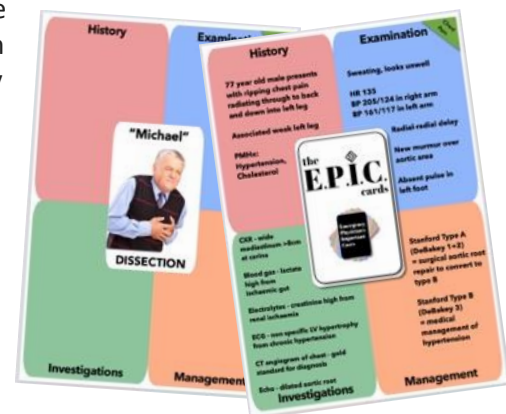 History
Examination
"Michael"
DISSECTION
Investigations
Management
History
77 year old male presents
with ripping chest pain
radiating through to back
and down into left leg
Associated weak left leg
PMHx:
Hypertension,
Cholesterol
Examination
Sweating, looks unwell
HR 135
BP 205/124 in right arm
BP 161/117 in left arm
Radial-radial delay
New murmur over
aortic area
Absent pulse in
left foot
the
E.P.I.C.
cards
Emergency
Physicians
Important
Cases
CXR - wide
mediastinum >8cm
at carina
Blood gas - lactate
high from
ischaemic gut
Electrolytes - creatinine high from
renal ischaemia
ECG - non specific LV hypertrophy
from chronic hypertension
CT angiogram of chest - gold
standard for diagnosis
Echo - dilated aortic root
Investigations
Stanford Type A
(DeBakey 1+2)
= surgical aortic root
repair to convert to
type B
Stanford Type B
(DeBakey 3)
= medical
management of
hypertension
Management